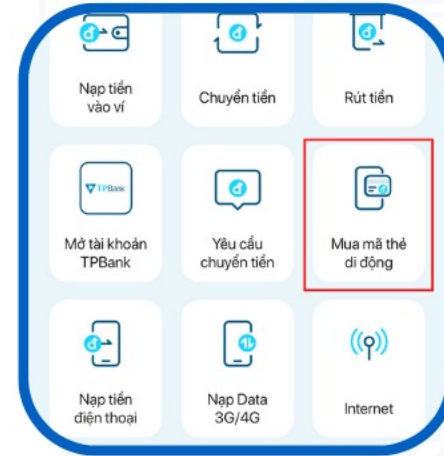 Nạp tiền
vào ví
Chuyển tiền
Rút tiền
TPBank
Mở tài khoản
TPBank
Yêu cầu
chuyển tiền
Mua mã thẻ
di động
Nạp tiền
điện thoại
Nạp Data
3G/4G
Internet